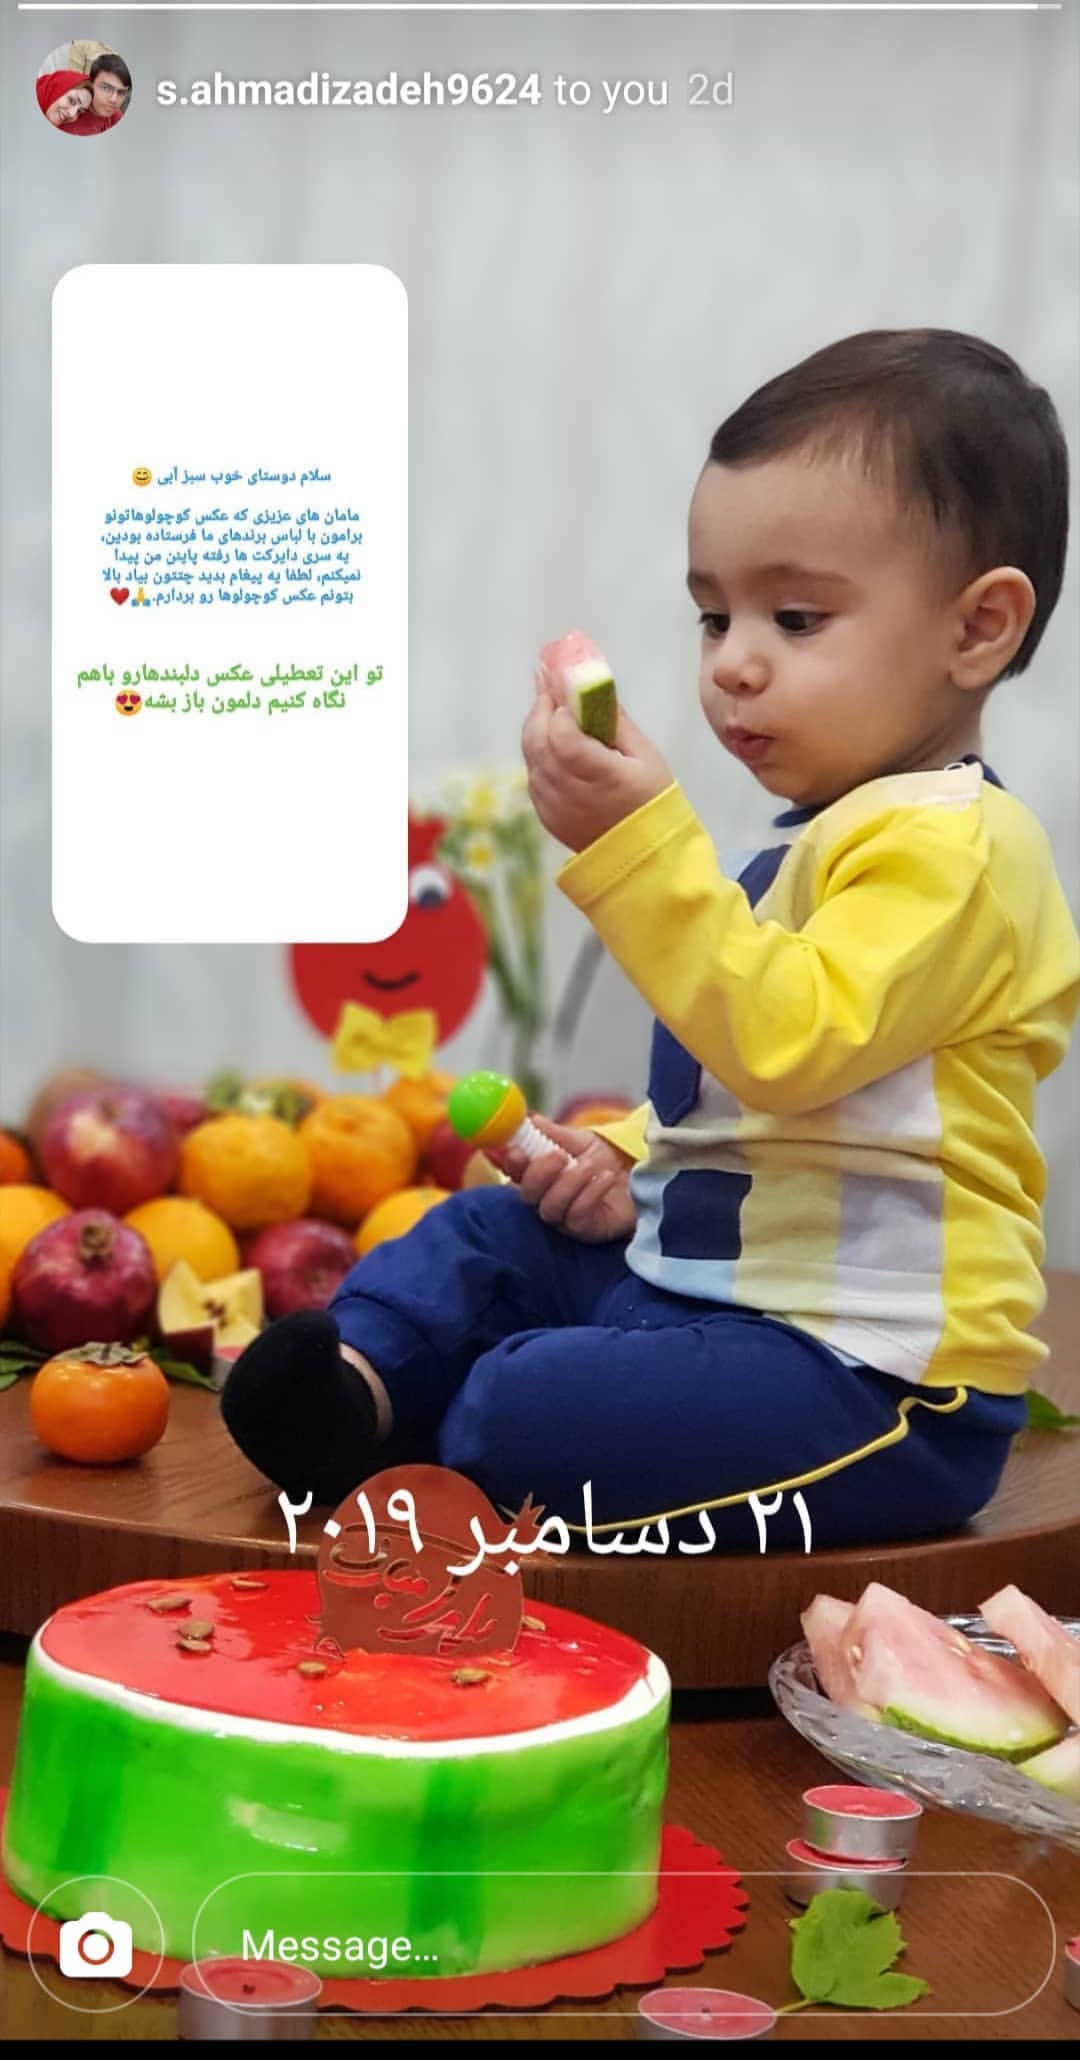 s.ahmadizadeh9624 to you 2d
سلام دوستای خوب سبز آبی 😄
مامان های عزیزی که عکس کوچولوهاتونو
برامون با لباس برندهای ما فرستاده بودین،
یه سری دایرکت ها رفته پایین من پیدا
نمیکنم، لطفا یه پیغام بدید چتتون بیاد بالا
بتونم عکس کوچولوها رو بردارم.🙏❤️
تو این تعطیلی عکس دلبندهارو باهم
نگاه کنیم دلمون باز بشه😍
۲۱ دسامبر ۲۰۱۹
Message...